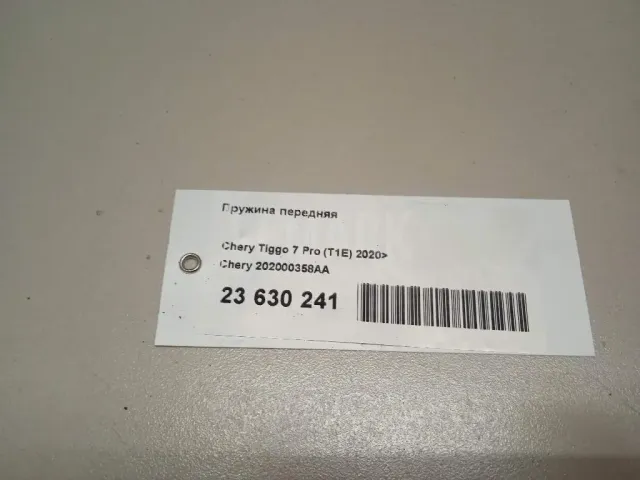 Пружина передняя
Chery Tiggo 7 Pro (T1E) 2020>
Chery 202000358AA
23 630 241